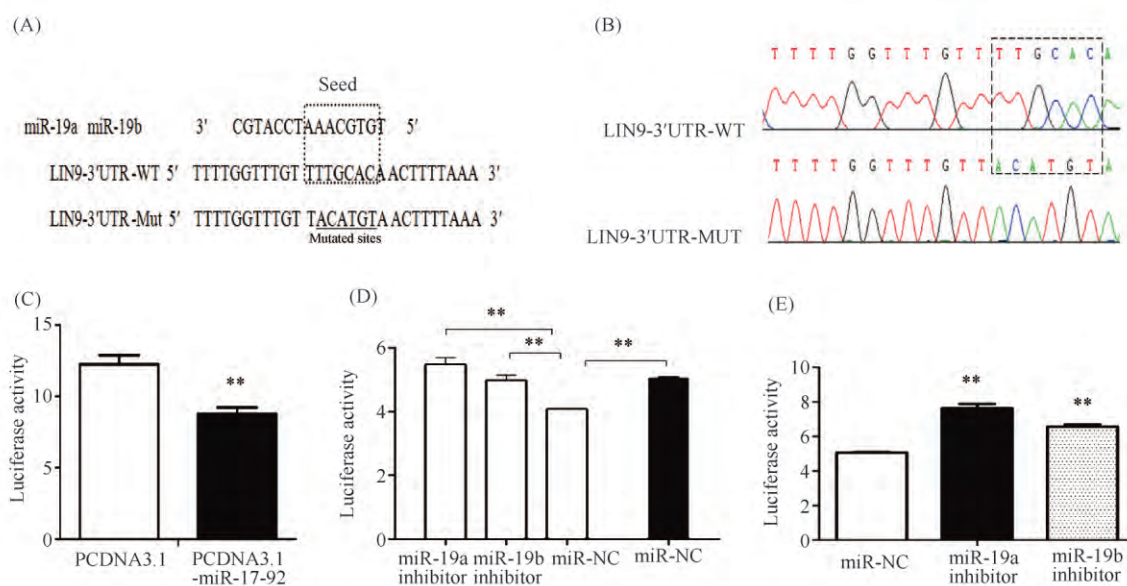 (A)
Seed
miR-19a miR-19b 3′ CGTACCTAAACGTGT 5′
LIN9-3′UTR-WT 5′ TTTTGGTTTGT TTTGCACAACTTTTAAA 3′
LIN9-3′UTR-Mut 5′ TTTTGGTTTGT TACATGTAACTTTTAAA 3′
Mutated sites
(B)
T T T T G G T T T G T T T T G C A C A
LIN9-3′UTR-WT
T T T T G G T T T G T T A C A T G T A
LIN9-3′UTR-MUT
(C)
Luciferase activity
15
10
5
0
**
PCDNA3.1
PCDNA3.1
-miR-17-92
(D)
Luciferase activity
6
4
2
0
**
**
**
miR-19a
inhibitor
miR-19b
inhibitor
miR-NC
miR-NC
(E)
Luciferase activity
10
8
6
4
2
0
**
**
miR-NC
miR-19a
inhibitor
miR-19b
inhibitor